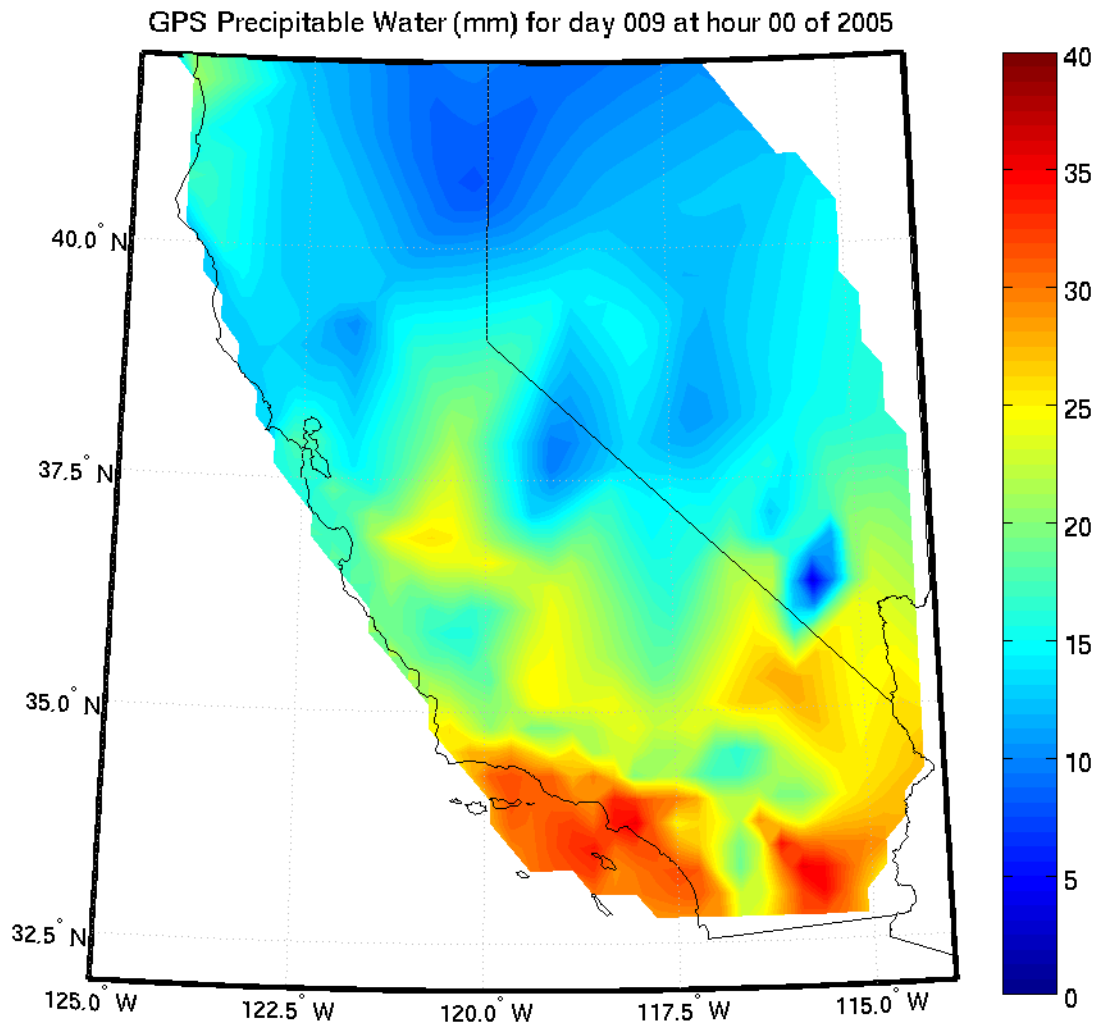 GPS Precipitable Water (mm) for day 009 at hour 00 of 2005
40
35
30
25
20
15
10
5
0
40.0° N
37.5° N
35.0° N
32.5° N
125.0° W
122.5° W
120.0° W
117.5° W
115.0° W